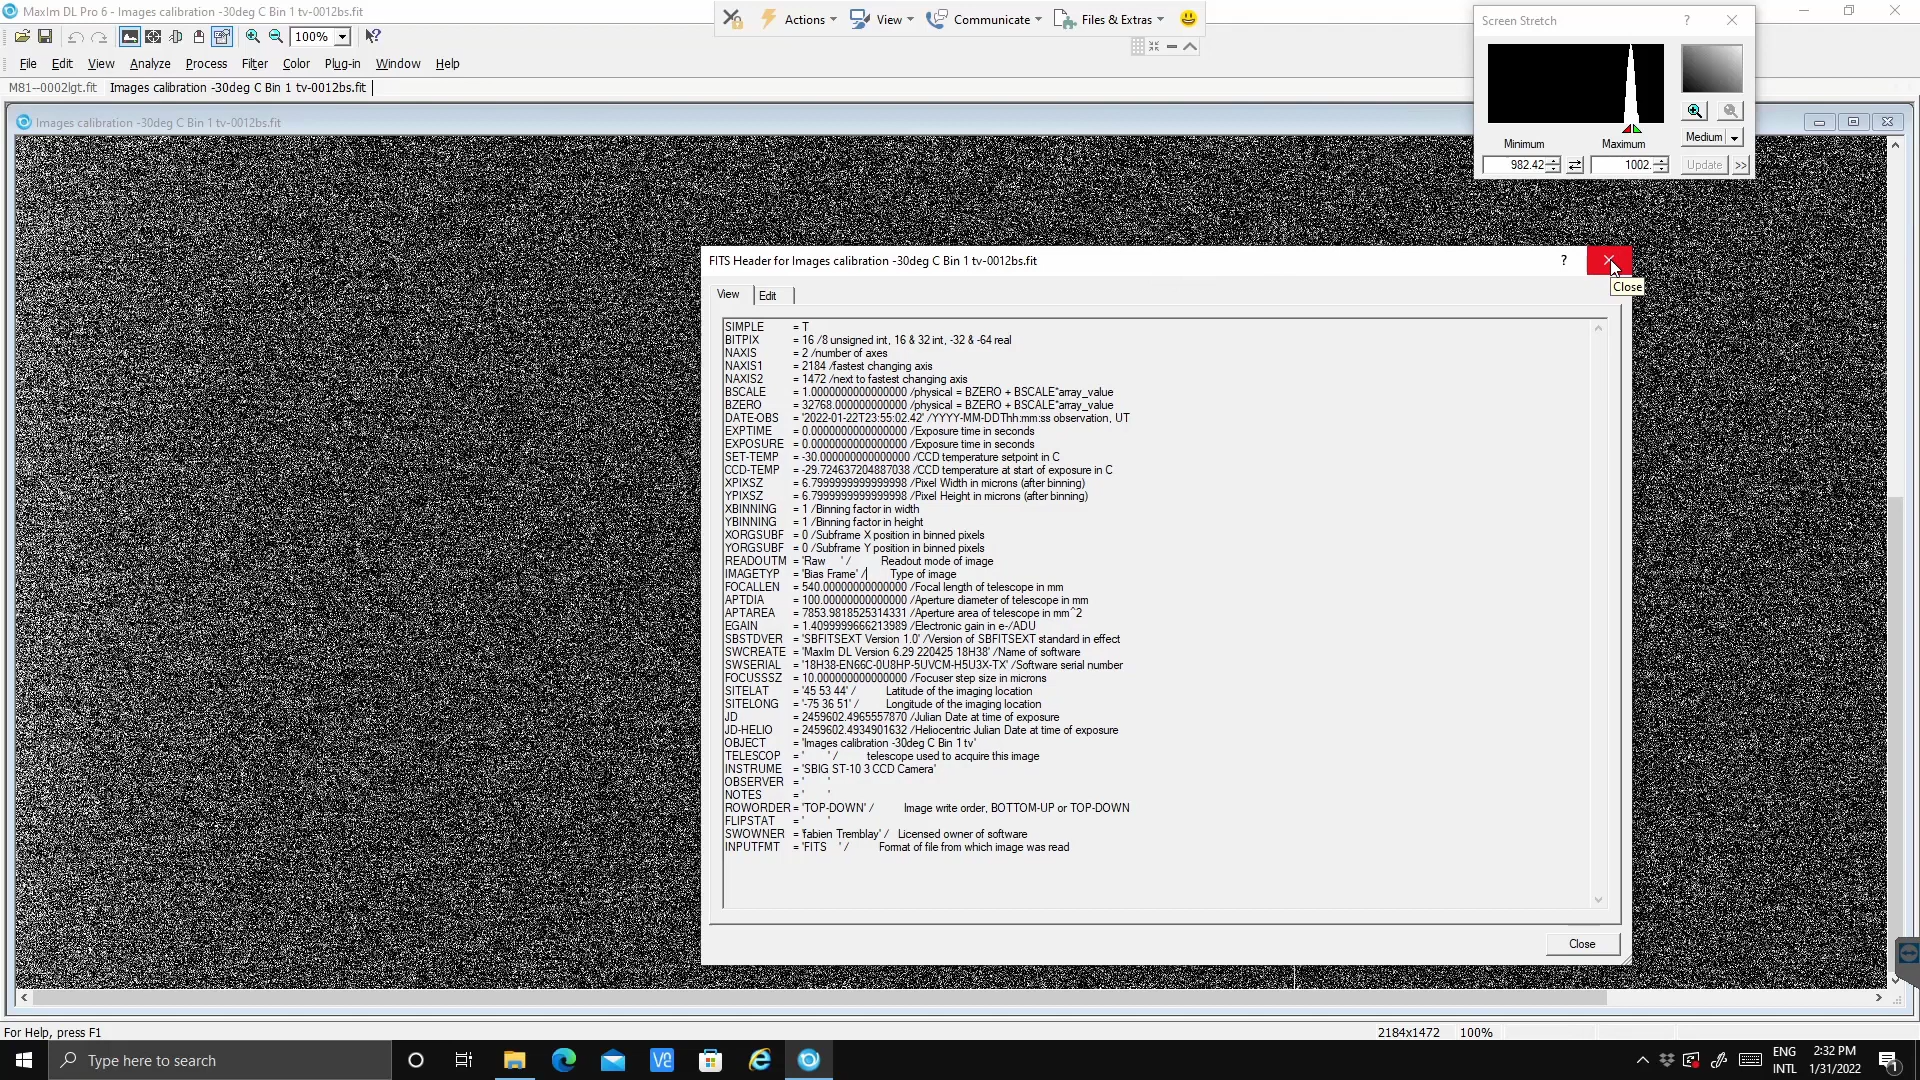 MaxIm DL Pro 6 - Images calibration -30deg C Bin 1 tv-0012bs.fit
Actions
View
Communicate
Files & Extras
100%
File Edit View Analyze Process Filter Color Plug-in Window Help
M81--0002lgt.fit Images calibration -30deg C Bin 1 tv-0012bs.fit
Images calibration -30deg C Bin 1 tv-0012bs.fit
Screen Stretch ?
Medium
Minimum Maximum
982.42 1002. Update >>
FITS Header for Images calibration -30deg C Bin 1 tv-0012bs.fit ?
Close
View Edit
SIMPLE = T
BITPIX = 16 /8 unsigned int, 16 & 32 int, -32 & -64 real
NAXIS = 2 /number of axes
NAXIS1 = 2184 /fastest changing axis
NAXIS2 = 1472 /next to fastest changing axis
BSCALE = 1.0000000000000000 /physical = BZERO + BSCALE*array_value
BZERO = 32768.000000000000 /physical = BZERO + BSCALE*array_value
DATE-OBS = '2022-01-22T23:55:02.42' /YYYY-MM-DDThh:mm:ss observation, UT
EXPTIME = 0.0000000000000000 /Exposure time in seconds
EXPOSURE = 0.0000000000000000 /Exposure time in seconds
SET-TEMP = -30.000000000000000 /CCD temperature setpoint in C
CCD-TEMP = -29.724637204887038 /CCD temperature at start of exposure in C
XPIXSZ = 6.7999999999999998 /Pixel Width in microns (after binning)
YPIXSZ = 6.7999999999999998 /Pixel Height in microns (after binning)
XBINNING = 1 /Binning factor in width
YBINNING = 1 /Binning factor in height
XORGSUBF = 0 /Subframe X position in binned pixels
YORGSUBF = 0 /Subframe Y position in binned pixels
READOUTM = 'Raw ' / Readout mode of image
IMAGETYP = 'Bias Frame' / Type of image
FOCALLEN = 540.00000000000000 /Focal length of telescope in mm
APTDIA = 100.00000000000000 /Aperture diameter of telescope in mm
APTAREA = 7853.9818525314331 /Aperture area of telescope in mm^2
EGAIN = 1.4099999666213989 /Electronic gain in e-/ADU
SBSTDVER = 'SBFITSEXT Version 1.0' /Version of SBFITSEXT standard in effect
SWCREATE = 'MaxIm DL Version 6.29 220425 18H38' /Name of software
SWSERIAL = '18H38-EN66C-0U8HP-5UVCM-H5U3X-TX' /Software serial number
FOCUSSSZ = 10.000000000000000 /Focuser step size in microns
SITELAT = '45 53 44' / Latitude of the imaging location
SITELONG = '-75 36 51' / Longitude of the imaging location
JD = 2459602.4965557870 /Julian Date at time of exposure
JD-HELIO = 2459602.4934901632 /Heliocentric Julian Date at time of exposure
OBJECT = 'Images calibration -30deg C Bin 1 tv'
TELESCOP = ' ' / telescope used to acquire this image
INSTRUME = 'SBIG ST-10 3 CCD Camera'
OBSERVER = ' '
NOTES = ' '
ROWORDER = 'TOP-DOWN' / Image write order, BOTTOM-UP or TOP-DOWN
FLIPSTAT = ' '
SWOWNER = 'fabien Tremblay' / Licensed owner of software
INPUTFMT = 'FITS ' / Format of file from which image was read
Close
For Help, press F1
2184x1472 100%
Type here to search
ENG 2:32 PM
INTL 1/31/2022
1